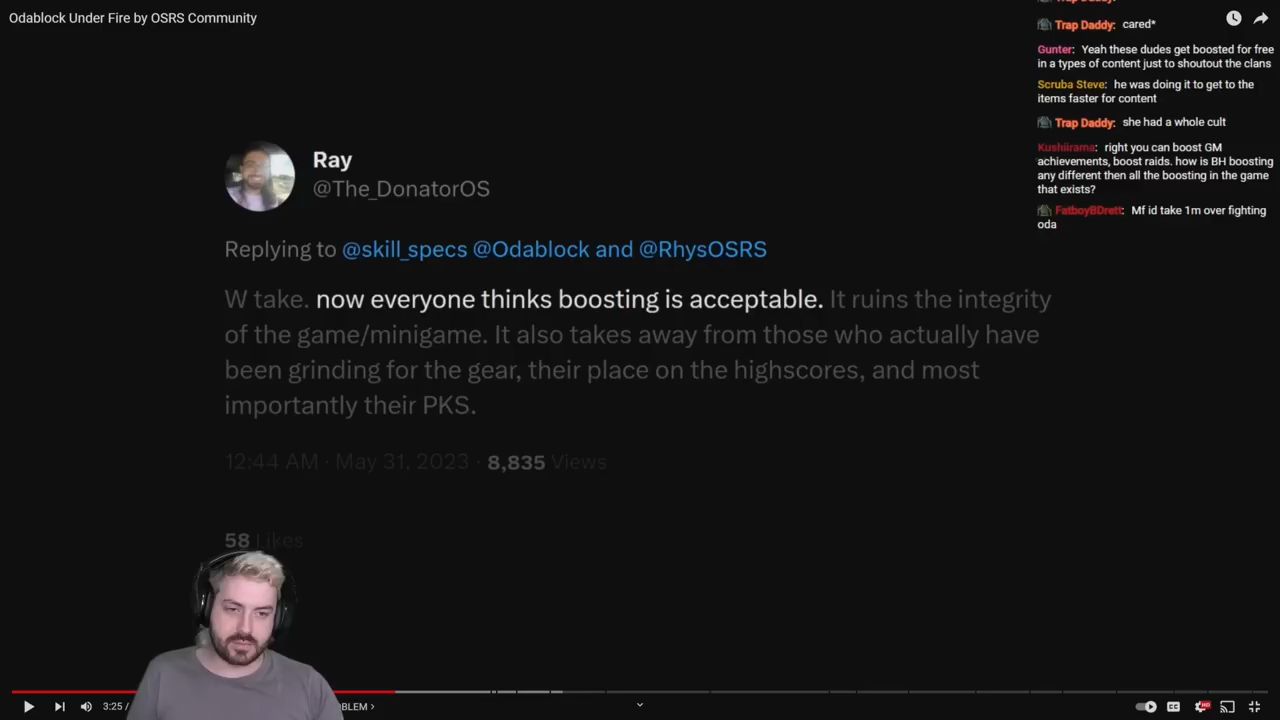 Odablock Under Fire by OSRS Community
Trap Daddy: cared*
Gunter: Yeah these dudes get boosted for free
in a types of content just to shoutout the clans
Scruba Steve: he was doing it to get to the
items faster for content
Trap Daddy: she had a whole cult
Kushiirama: right you can boost GM
achievements, boost raids. how is BH boosting
any different then all the boosting in the game
that exists?
FatboyBDrett: Mf id take 1m over fighting
oda
Ray
@The_DonatorOS
Replying to @skill_specs @Odablock and @RhysOSRS
W take. now everyone thinks boosting is acceptable. It ruins the integrity
of the game/minigame. It also takes away from those who actually have
been grinding for the gear, their place on the highscores, and most
importantly their PKS.
12:44 AM · May 31, 2023 · 8,835 Views
58 Likes
3:25 /
BLEM ›
CC
HD